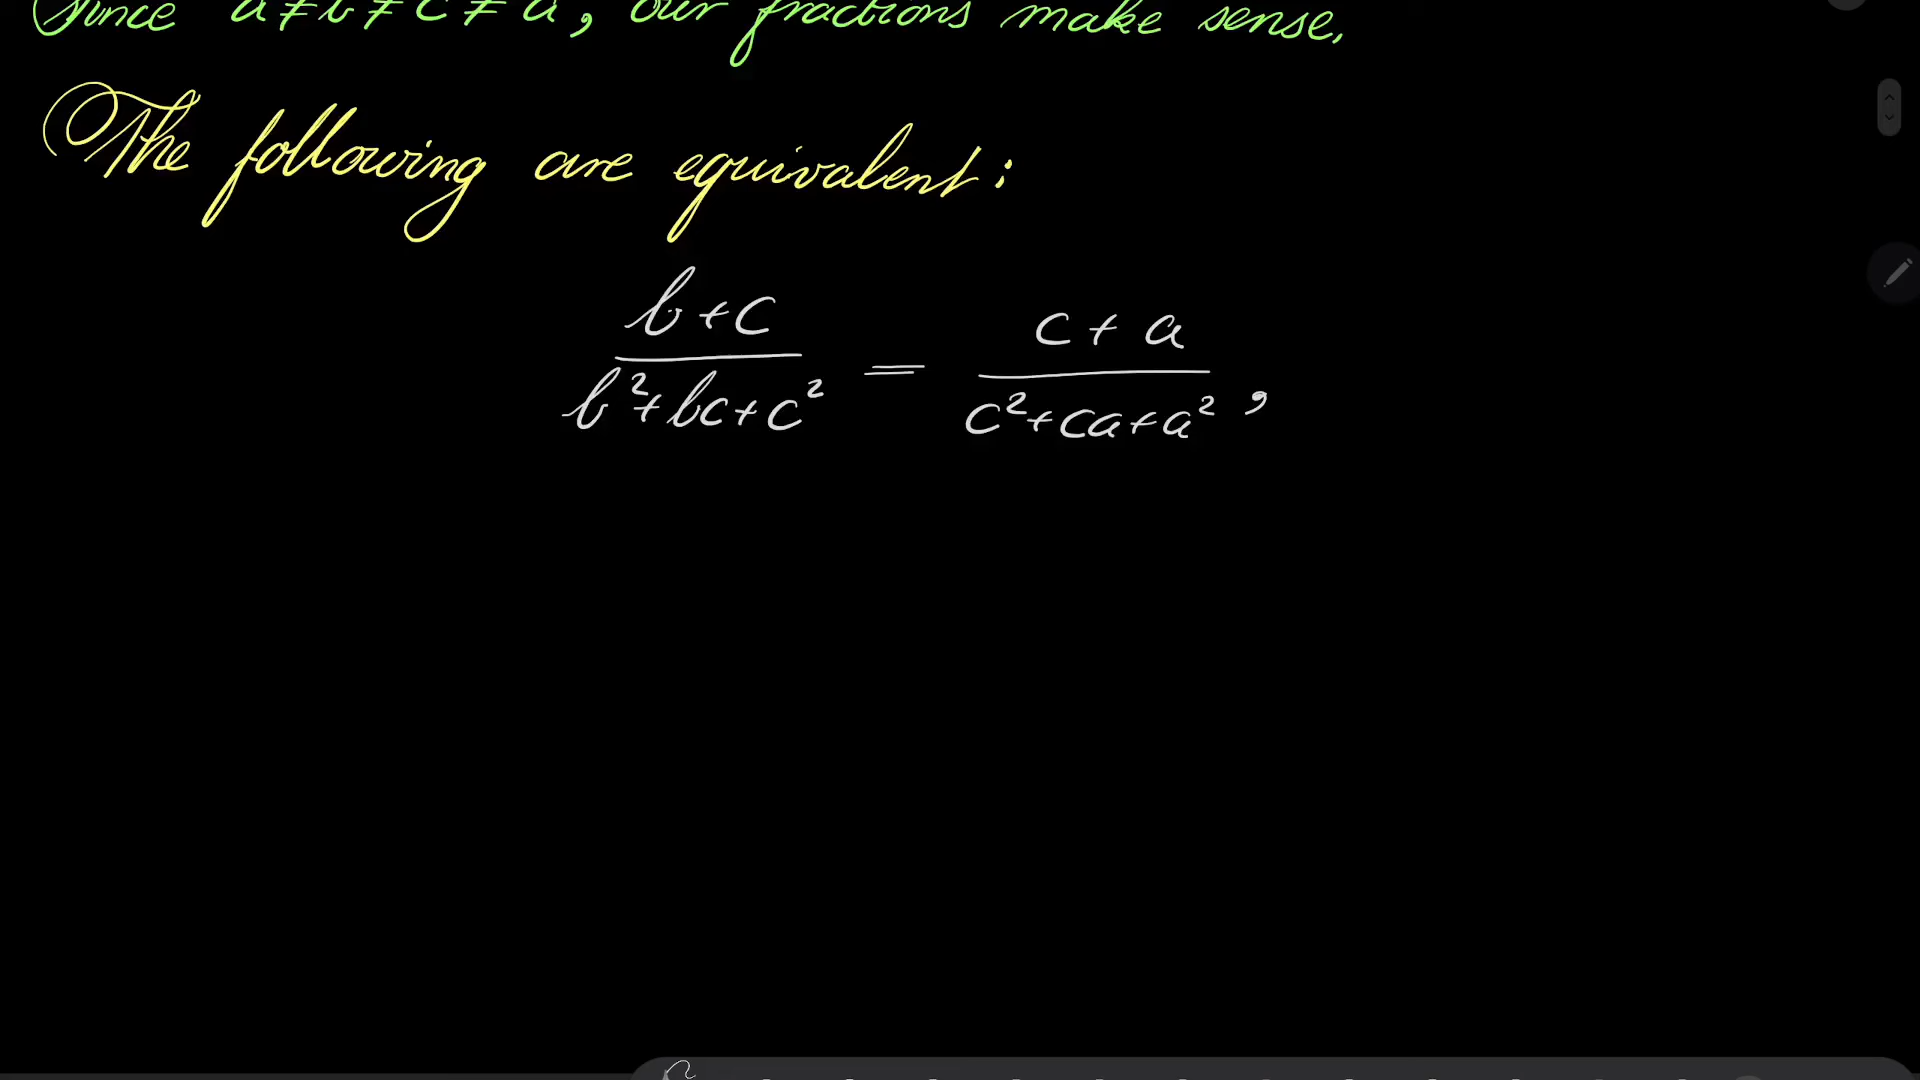 Since a≠b≠c≠a, our fractions make sense.
The following are equivalent:
b+c / b²+bc+c² = c+a / c²+ca+a²,